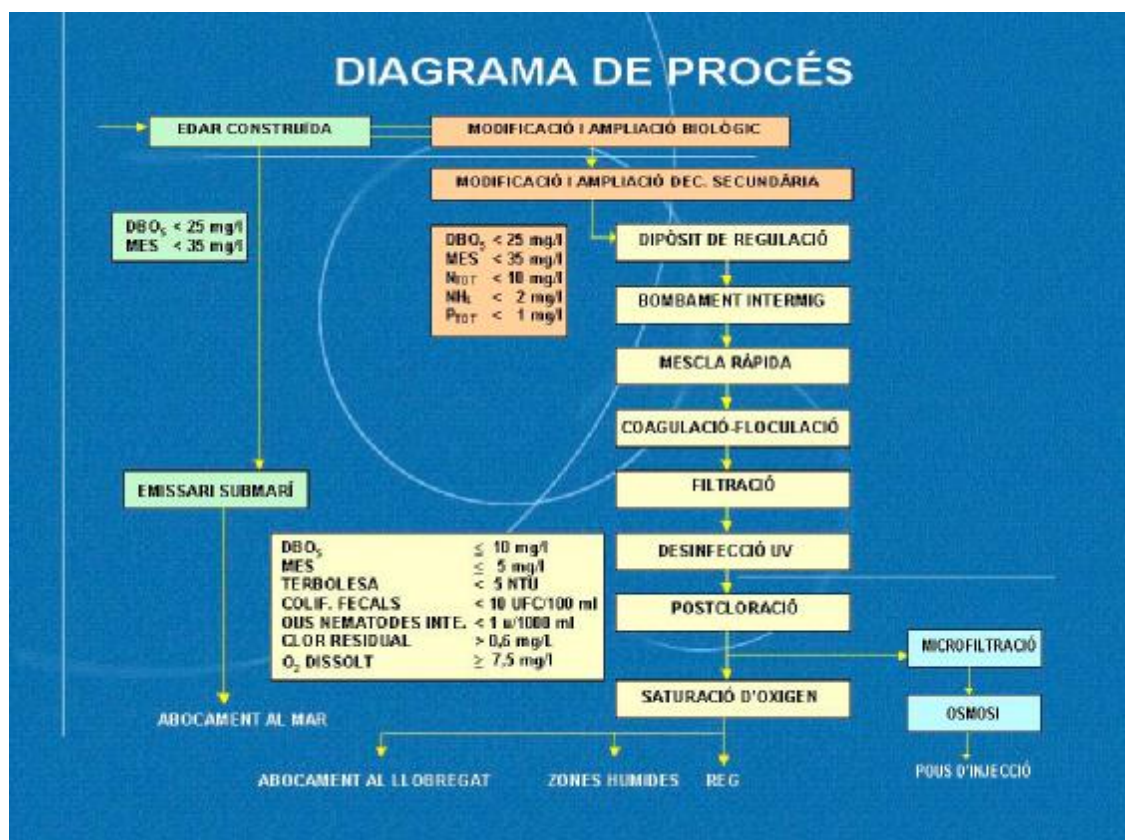 DIAGRAMA DE PROCÉS
EDAR CONSTRUÏDA
MODIFICACIÓ I AMPLIACIÓ BIOLÒGIC
MODIFICACIÓ I AMPLIACIÓ DEC. SECUNDÀRIA
DBO5 < 25 mg/l
MES < 35 mg/l
DBO5 < 25 mg/l
MES < 35 mg/l
NTOT < 10 mg/l
NH4 < 2 mg/l
PTOT < 1 mg/l
DIPÒSIT DE REGULACIÓ
BOMBAMENT INTERMIG
MESCLA RÀPIDA
COAGULACIÓ-FLOCULACIÓ
FILTRACIÓ
DESINFECCIÓ UV
POSTCLORACIÓ
SATURACIÓ D'OXIGEN
EMISSARI SUBMARÍ
DBO5 ≤ 10 mg/l
MES ≤ 5 mg/l
TERBOLESA < 5 NTU
COLIF. FECALS < 10 UFC/100 ml
OUS NEMATODES INTE. < 1 u/1000 ml
CLOR RESIDUAL > 0,6 mg/L
O2 DISSOLT ≥ 7,5 mg/l
MICROFILTRACIÓ
OSMOSI
POUS D'INJECCIÓ
ABOCAMENT AL MAR
ABOCAMENT AL LLOBREGAT
ZONES HUMIDES
REG